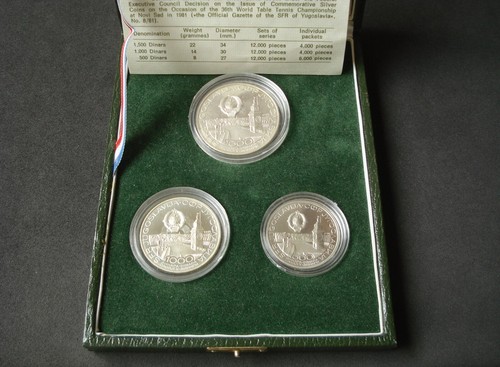 Executive Council Decision on the Issue of Commemorative Silver
Coins on the Occasion of the 36th World Table Tennis Championship
at Novi Sad in 1981 («the Official Gazette of the SFR of Yugoslavia»,
No. 8/81).
Denomination Weight (grammes) Diameter (mm.) Sets of series Individual packets
1,500 Dinars 22 34 12,000 pieces 4,000 pieces
1,000 Dinars 14 30 12,000 pieces 4,000 pieces
500 Dinars 8 27 12,000 pieces 6,000 pieces
1000